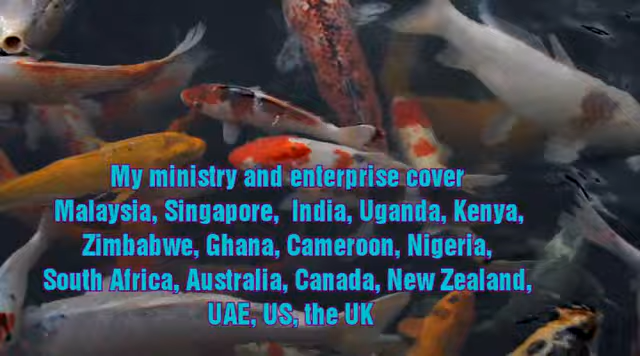 My ministry and enterprise cover
Malaysia, Singapore, India, Uganda, Kenya,
Zimbabwe, Ghana, Cameroon, Nigeria,
South Africa, Australia, Canada, New Zealand,
UAE, US, the UK